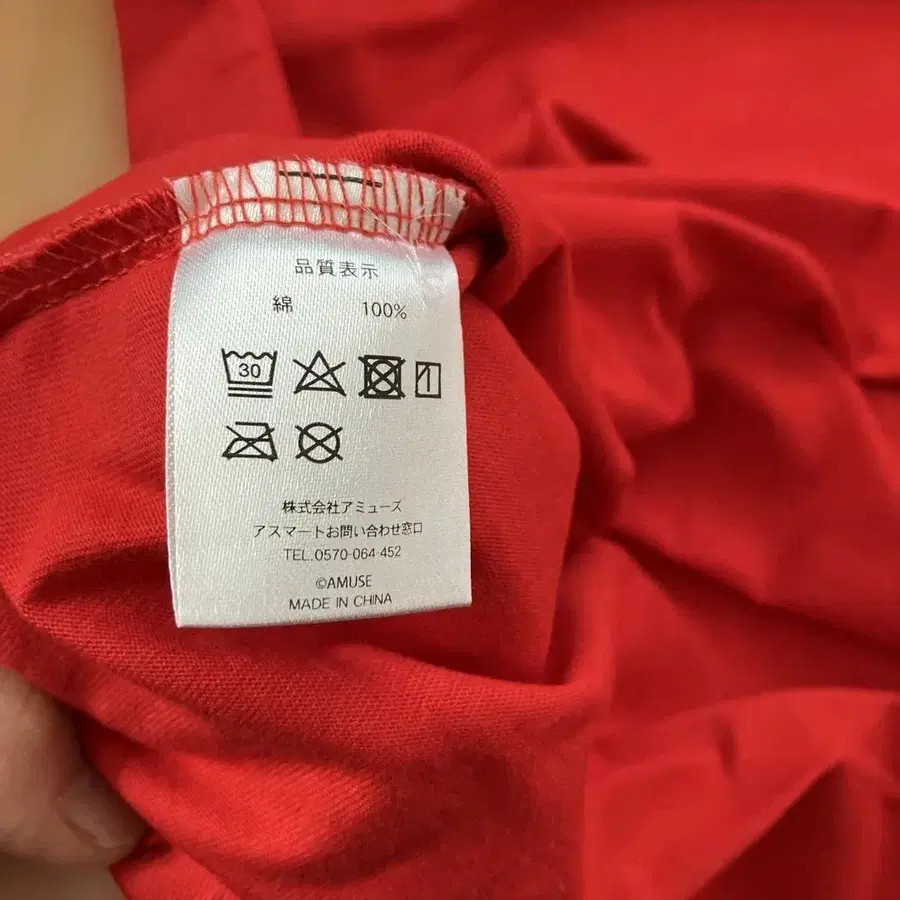 品質表示
綿 100%
30
株式会社アミューズ
アスマートお問い合わせ窓口
TEL.0570-064-452
©AMUSE
MADE IN CHINA